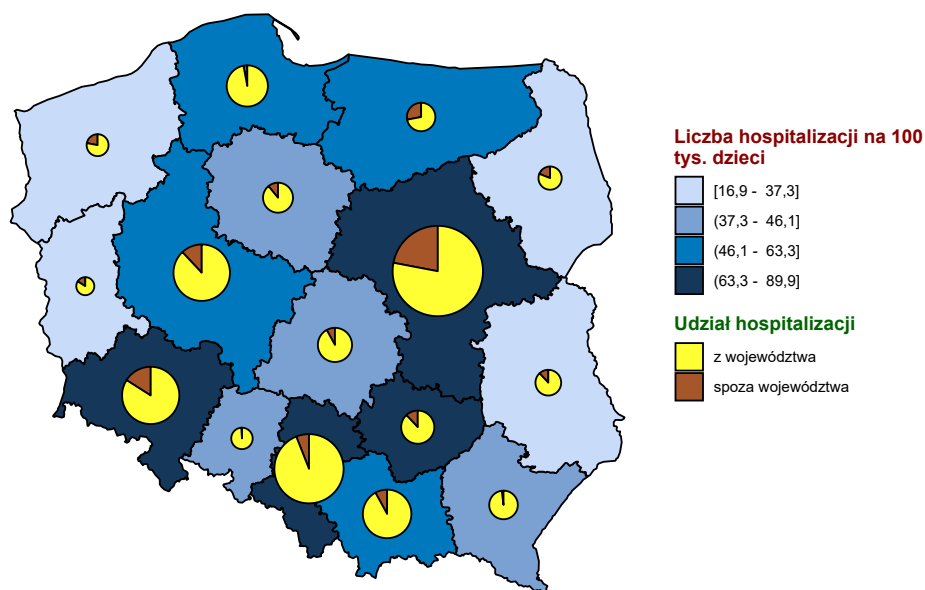 Liczba hospitalizacji na 100
tys. dzieci
[16,9 - 37,3]
(37,3 - 46,1]
(46,1 - 63,3]
(63,3 - 89,9]
Udział hospitalizacji
z województwa
spoza województwa